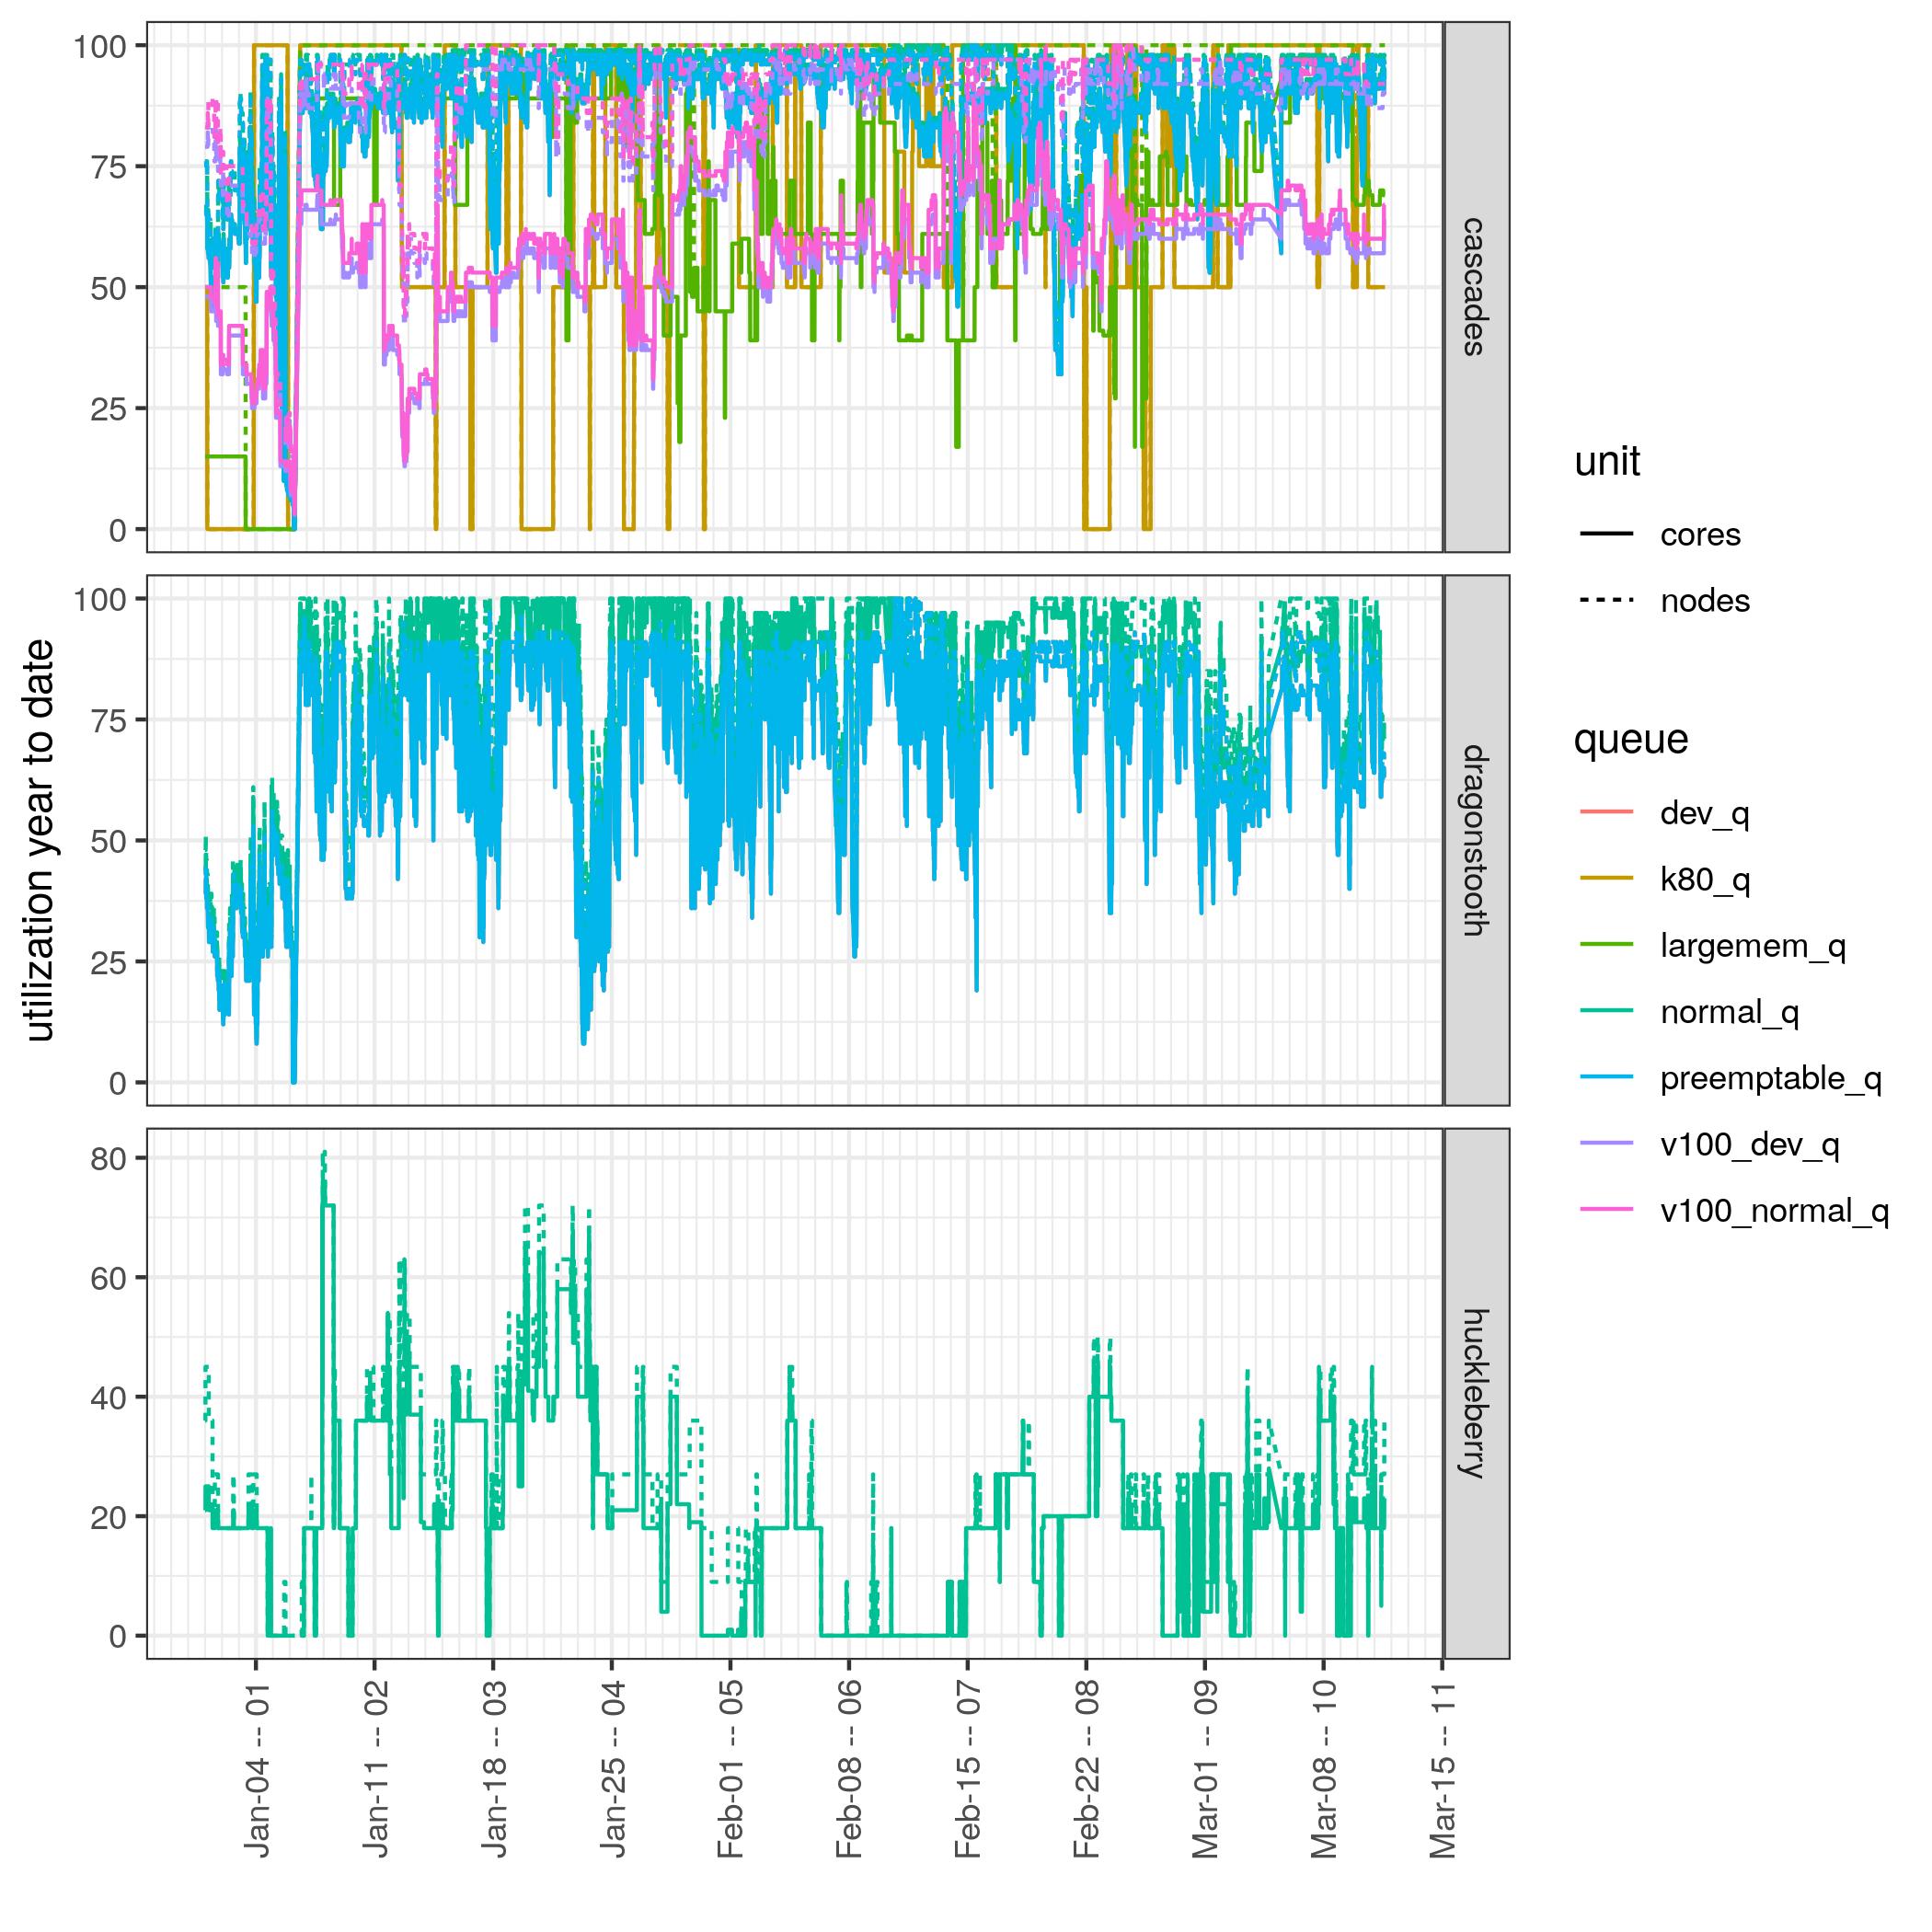 utilization year to date
100
75
50
25
0
cascades
100
75
50
25
0
dragonstooth
80
60
40
20
0
huckleberry
Jan-04 -- 01
Jan-11 -- 02
Jan-18 -- 03
Jan-25 -- 04
Feb-01 -- 05
Feb-08 -- 06
Feb-15 -- 07
Feb-22 -- 08
Mar-01 -- 09
Mar-08 -- 10
Mar-15 -- 11
unit
cores
nodes
queue
dev_q
k80_q
largemem_q
normal_q
preemptable_q
v100_dev_q
v100_normal_q